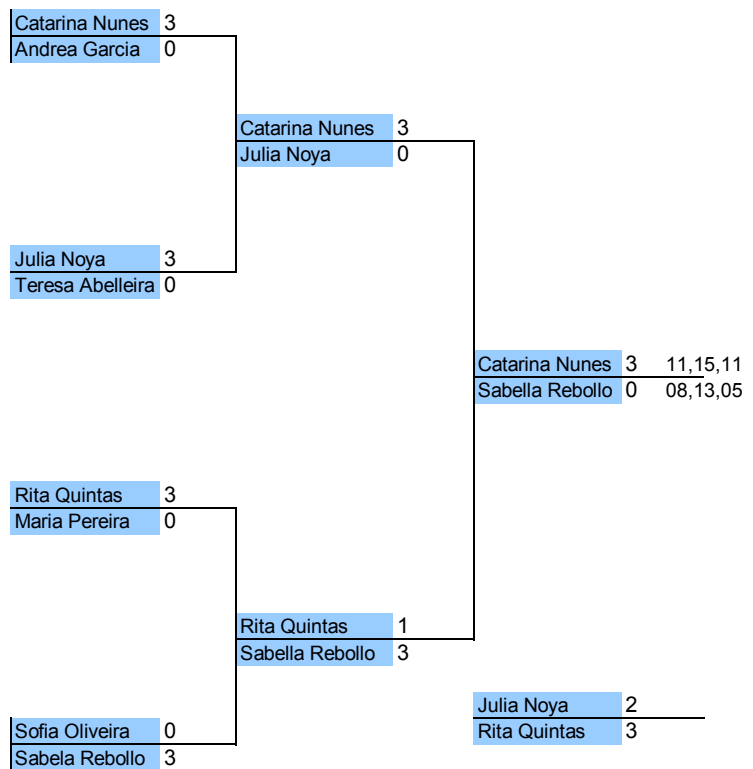 Catarina Nunes 3
Andrea Garcia 0
Catarina Nunes 3
Julia Noya 0
Julia Noya 3
Teresa Abelleira 0
Catarina Nunes 3 11,15,11
Sabella Rebollo 0 08,13,05
Rita Quintas 3
Maria Pereira 0
Rita Quintas 1
Sabella Rebollo 3
Julia Noya 2
Rita Quintas 3
Sofia Oliveira 0
Sabela Rebollo 3